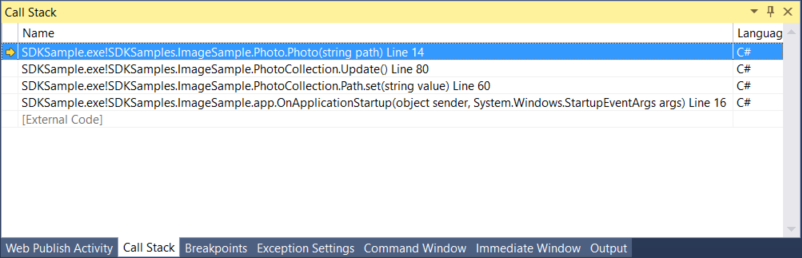 Call Stack
Name Languag
SDKSample.exe!SDKSamples.ImageSample.Photo.Photo(string path) Line 14 C#
SDKSample.exe!SDKSamples.ImageSample.PhotoCollection.Update() Line 80 C#
SDKSample.exe!SDKSamples.ImageSample.PhotoCollection.Path.set(string value) Line 60 C#
SDKSample.exe!SDKSamples.ImageSample.app.OnApplicationStartup(object sender, System.Windows.StartupEventArgs args) Line 16 C#
[External Code]
Web Publish Activity Call Stack Breakpoints Exception Settings Command Window Immediate Window Output